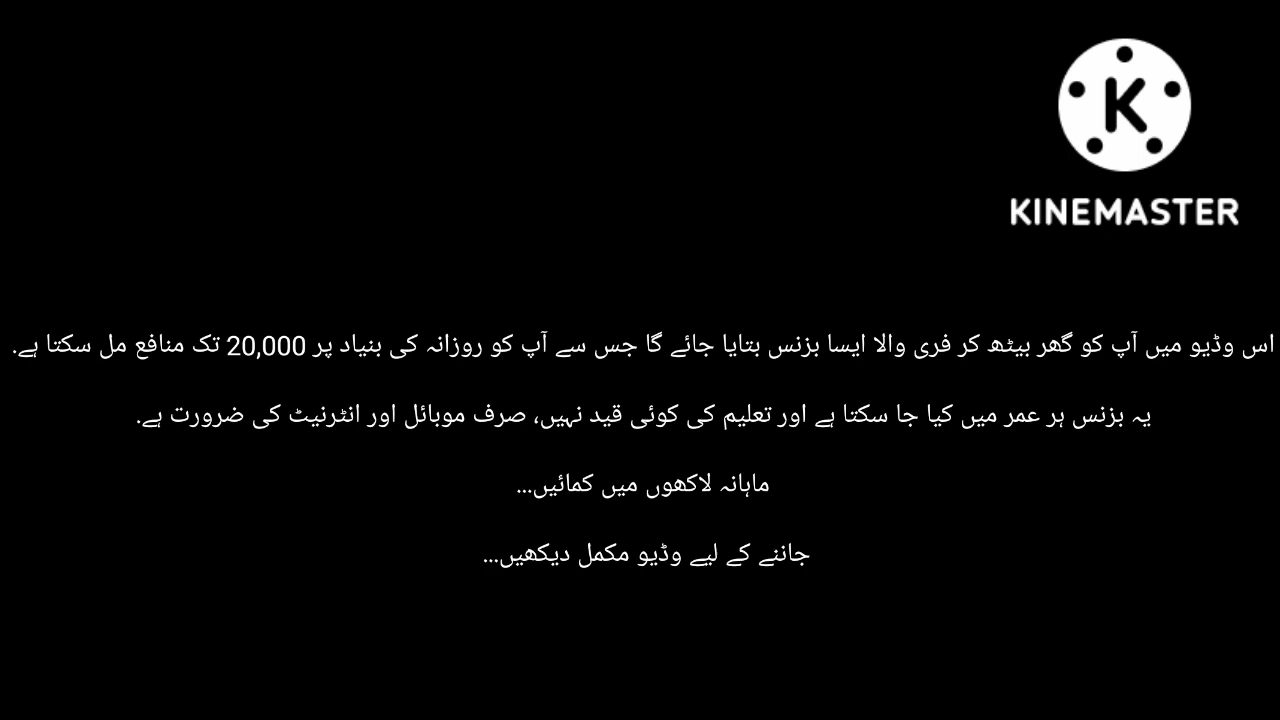 KINEMASTER
اس وڈیو میں آپ کو گھر بیٹھ کر فری والا ایسا بزنس بتایا جائے گا جس سے آپ کو روزانہ کی بنیاد پر 20,000 تک منافع مل سکتا ہے.
یہ بزنس ہر عمر میں کیا جا سکتا ہے اور تعلیم کی کوئی قید نہیں، صرف موبائل اور انٹرنیٹ کی ضرورت ہے.
ماہانہ لاکھوں میں کمائیں...
جاننے کے لیے وڈیو مکمل دیکھیں...